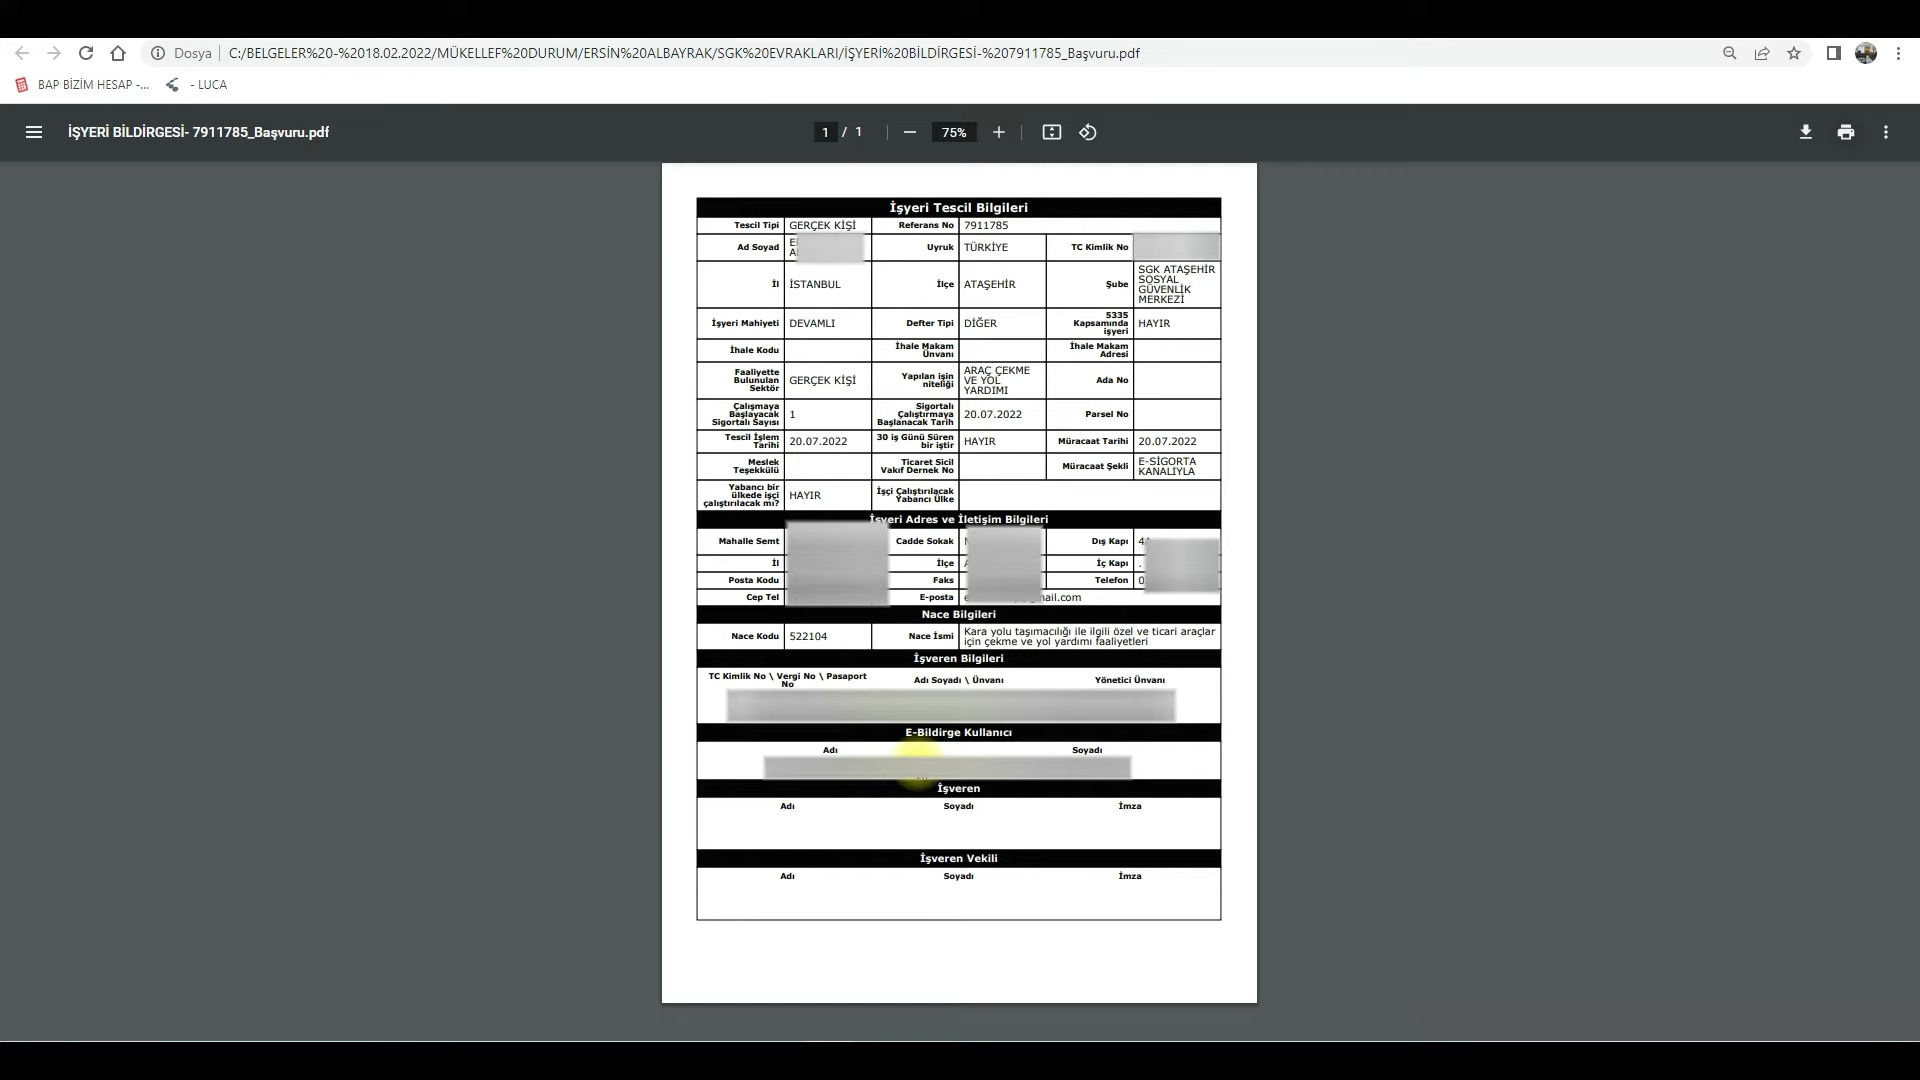 Dosya C:/BELGELER%20-%2018.02.2022/MÜKELLEF%20DURUM/ERSİN%20ALBAYRAK/SGK%20EVRAKLARI/İŞYERİ%20BİLDİRGESİ-%207911785_Başvuru.pdf
BAP BİZİM HESAP -... - LUCA
İŞYERİ BİLDİRGESİ- 7911785_Başvuru.pdf 1 / 1 75%
İşyeri Tescil Bilgileri
Tescil Tipi GERÇEK KİŞİ Referans No 7911785
Ad Soyad Uyruk TÜRKİYE TC Kimlik No
İl İSTANBUL İlçe ATAŞEHİR Şube SGK ATAŞEHİR
SOSYAL
GÜVENLİK
MERKEZİ
İşyeri Mahiyeti DEVAMLI Defter Tipi DİĞER 5335
Kapsamında
işyeri HAYIR
İhale Kodu İhale Makam
Ünvanı İhale Makam
Adresi
Faaliyette
Bulunulan
Sektör GERÇEK KİŞİ Yapılan işin
niteliği ARAÇ ÇEKME
VE YOL
YARDIMI Ada No
Çalışmaya
Başlayacak
Sigortalı Sayısı 1 Sigortalı
Çalıştırmaya
Başlanacak Tarih 20.07.2022 Parsel No
Tescil İşlem
Tarihi 20.07.2022 30 iş Günü Süren
bir iştir HAYIR Müracaat Tarihi 20.07.2022
Meslek
Teşekkülü Ticaret Sicil
Vakıf Dernek No Müracaat Şekli E-SİGORTA
KANALIYLA
Yabancı bir
ülkede işçi
çalıştırılacak mı? HAYIR İşçi Çalıştırılacak
Yabancı Ülke
İşyeri Adres ve İletişim Bilgileri
Mahalle Semt Cadde Sokak Dış Kapı
İl İlçe İç Kapı
Posta Kodu Faks Telefon
Cep Tel E-posta
Nace Bilgileri
Nace Kodu 522104 Nace İsmi Kara yolu taşımacılığı ile ilgili özel ve ticari araçlar
için çekme ve yol yardımı faaliyetleri
İşveren Bilgileri
TC Kimlik No \ Vergi No \ Pasaport
No Adı Soyadı \ Ünvanı Yönetici Ünvanı
E-Bildirge Kullanıcı
Adı Soyadı
İşveren
Adı Soyadı İmza
İşveren Vekili
Adı Soyadı İmza